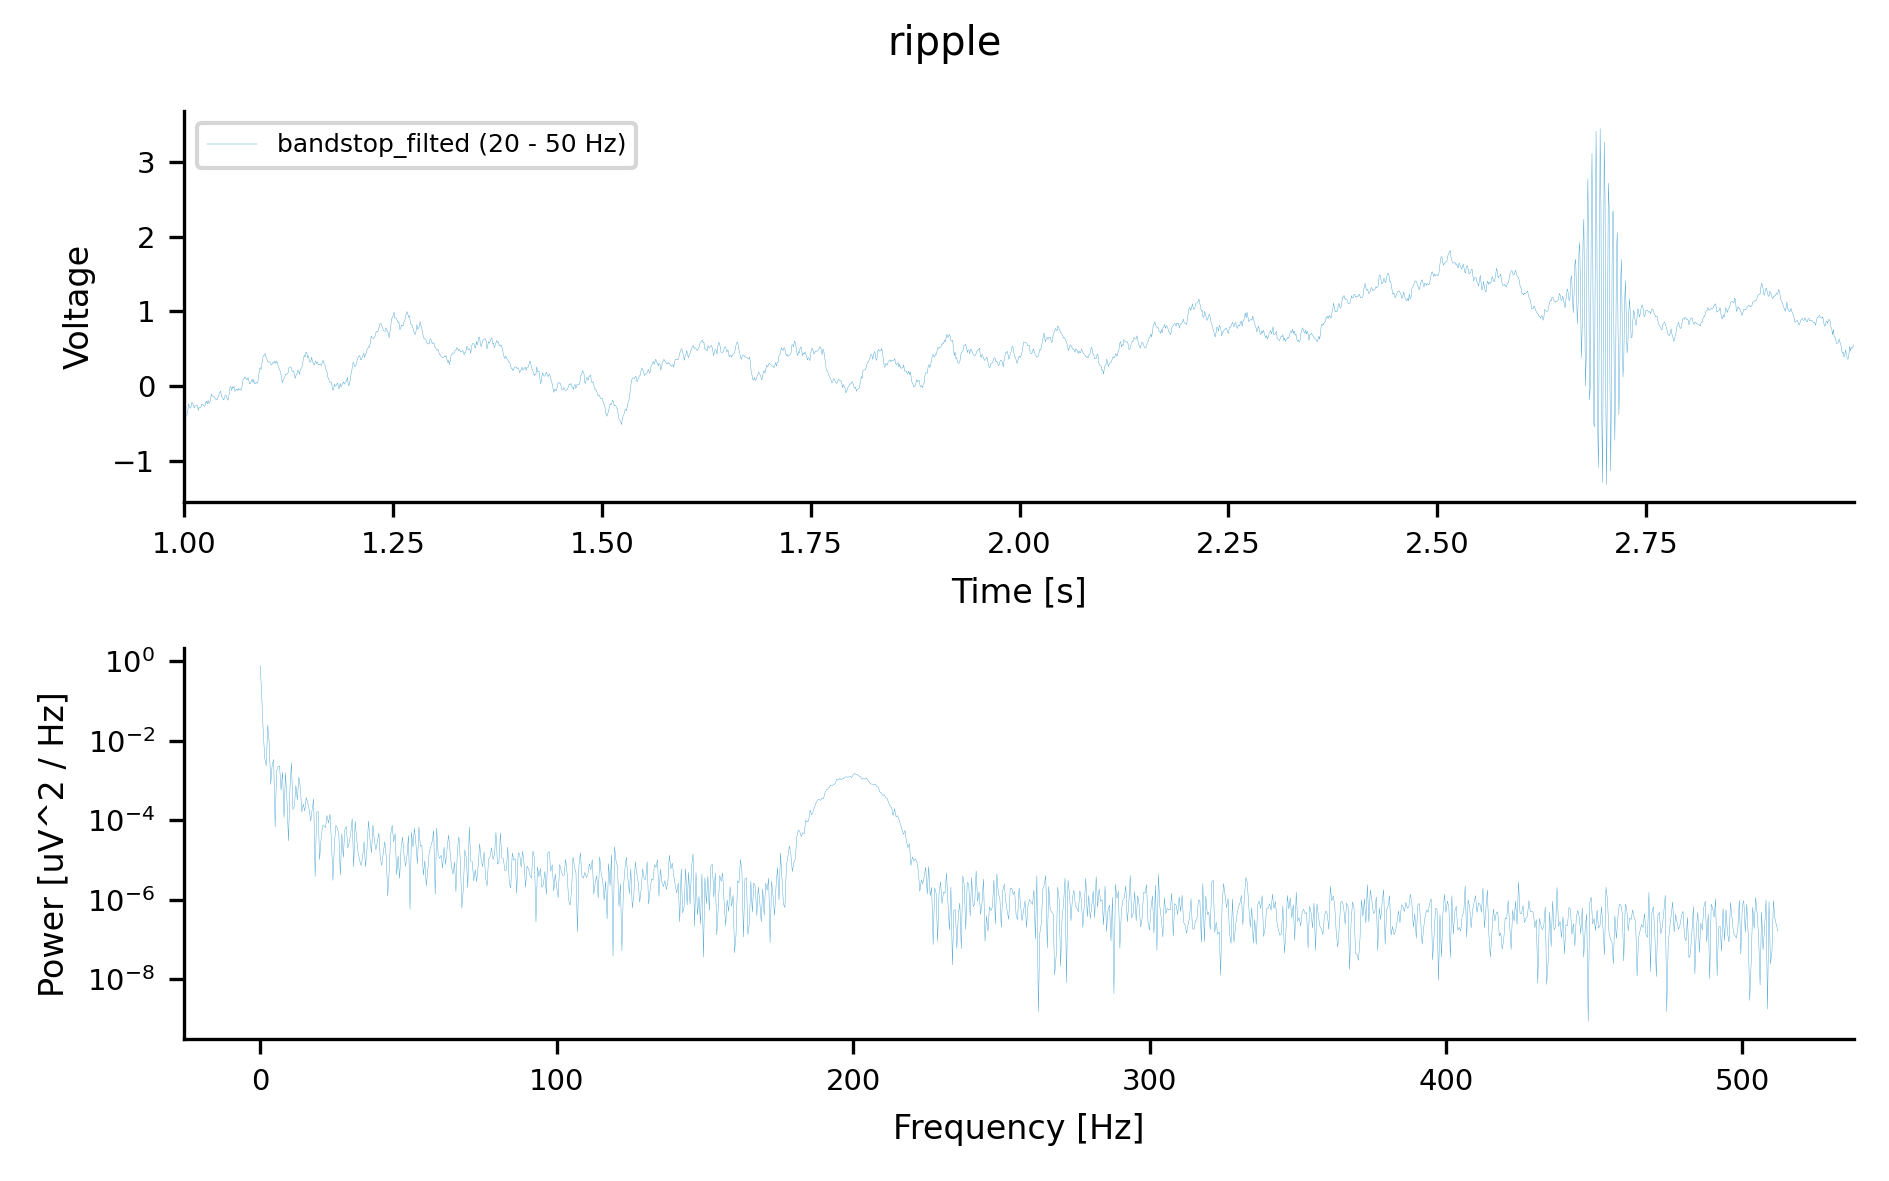 ripple
bandstop_filted (20 - 50 Hz)
Voltage
3
2
1
0
−1
1.00 1.25 1.50 1.75 2.00 2.25 2.50 2.75
Time [s]
Power [uV^2 / Hz]
10⁰
10⁻²
10⁻⁴
10⁻⁶
10⁻⁸
0 100 200 300 400 500
Frequency [Hz]